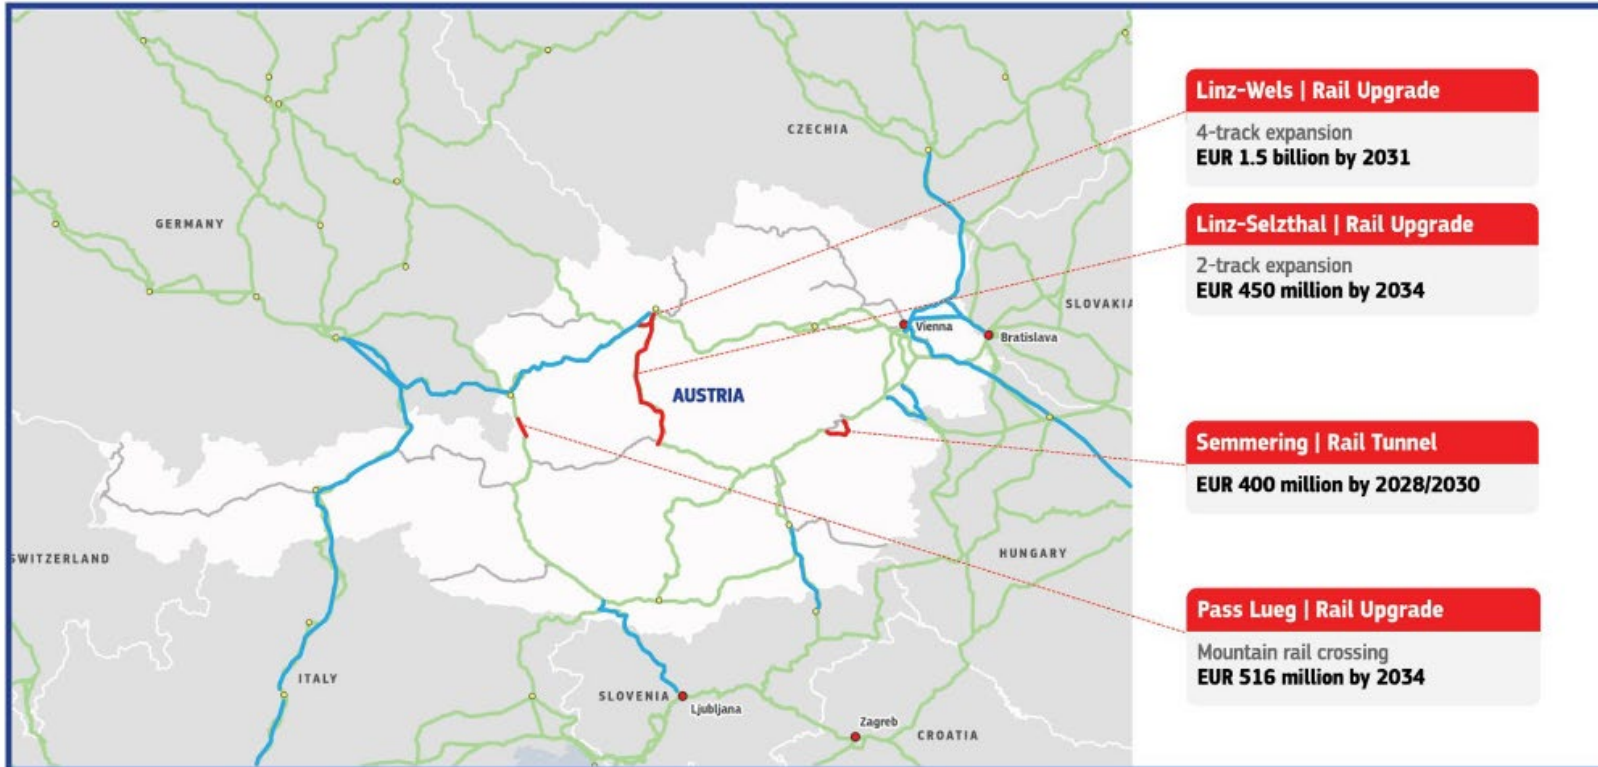 CZECHIA
GERMANY
SLOVAKIA
Vienna
Bratislava
AUSTRIA
SWITZERLAND
HUNGARY
ITALY
SLOVENIA
Ljubljana
Zagreb
CROATIA
Linz-Wels | Rail Upgrade
4-track expansion
EUR 1.5 billion by 2031
Linz-Selzthal | Rail Upgrade
2-track expansion
EUR 450 million by 2034
Semmering | Rail Tunnel
EUR 400 million by 2028/2030
Pass Lueg | Rail Upgrade
Mountain rail crossing
EUR 516 million by 2034